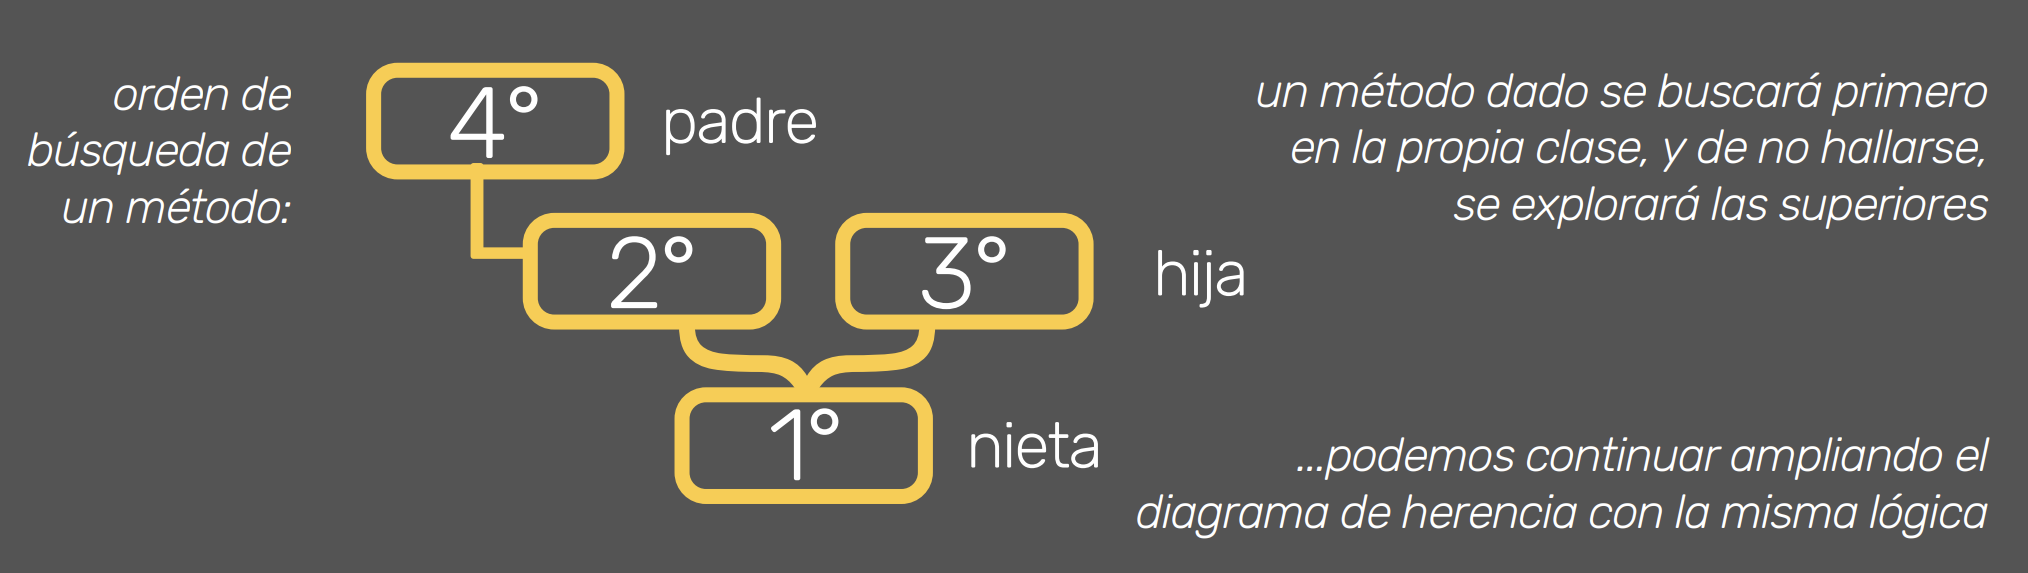 orden de
búsqueda de
un método:
4°
padre
2°
3°
hija
1°
nieta
un método dado se buscará primero
en la propia clase, y de no hallarse,
se explorará las superiores
...podemos continuar ampliando el
diagrama de herencia con la misma lógica